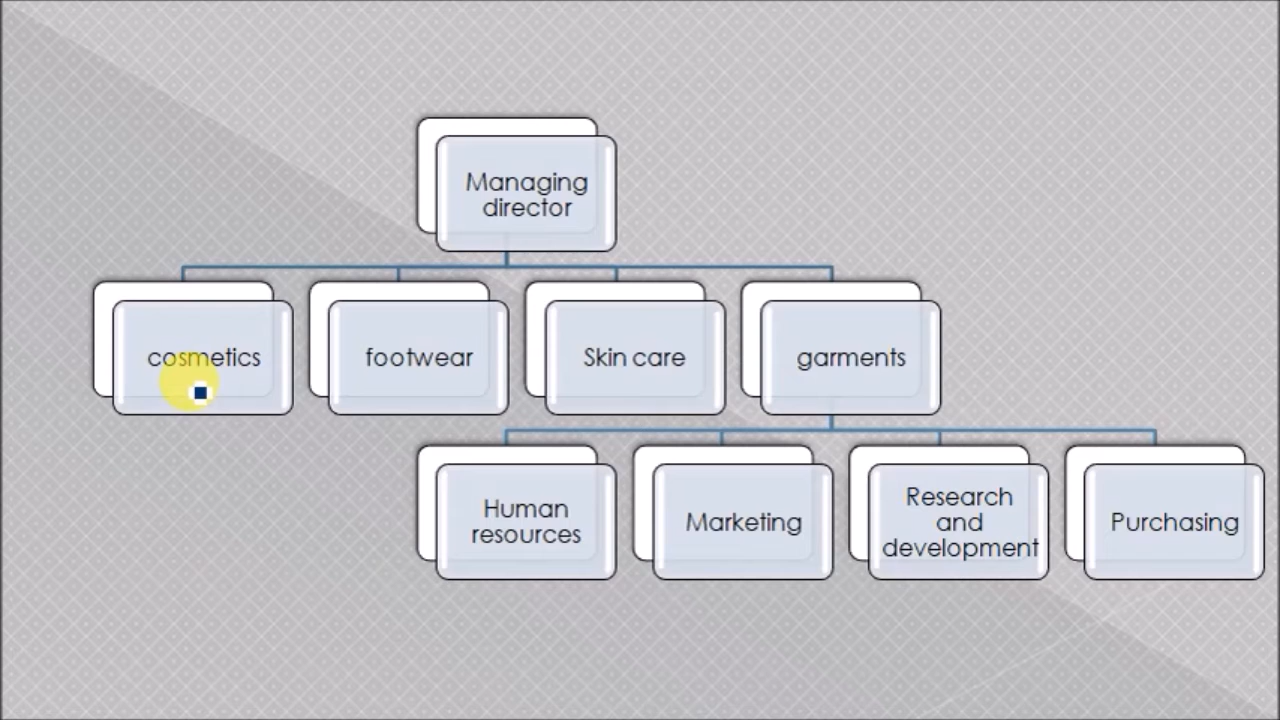 Managing
director
cosmetics
footwear
Skin care
garments
Human
resources
Marketing
Research
and
development
Purchasing